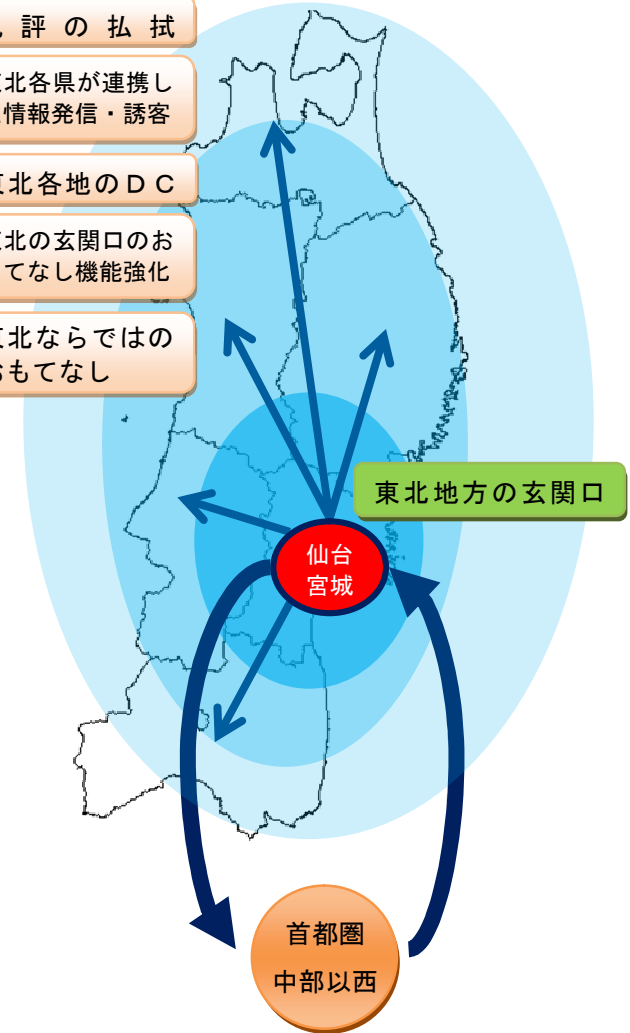 評の払拭
北各県が連携し
情報発信・誘客
北各地のＤＣ
北の玄関口のお
てなし機能強化
北ならではの
おもてなし
東北地方の玄関口
仙台
宮城
首都圏
中部以西